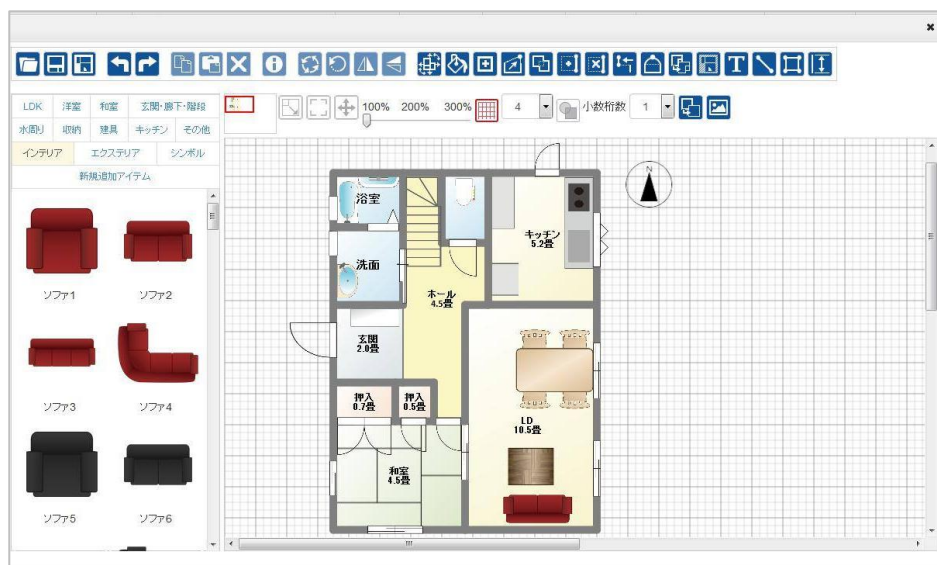 T
100% 200% 300%
4
小数桁数
1
LDK 洋室 和室 玄関・廊下・階段
水周り 収納 建具 キッチン その他
インテリア エクステリア シンボル
新規追加アイテム
ソファ1 ソファ2
ソファ3 ソファ4
ソファ5 ソファ6
N
浴室
キッチン
5.2畳
洗面
ホール
4.5畳
玄関
2.0畳
押入
0.7畳
押入
0.5畳
LD
10.5畳
和室
4.5畳